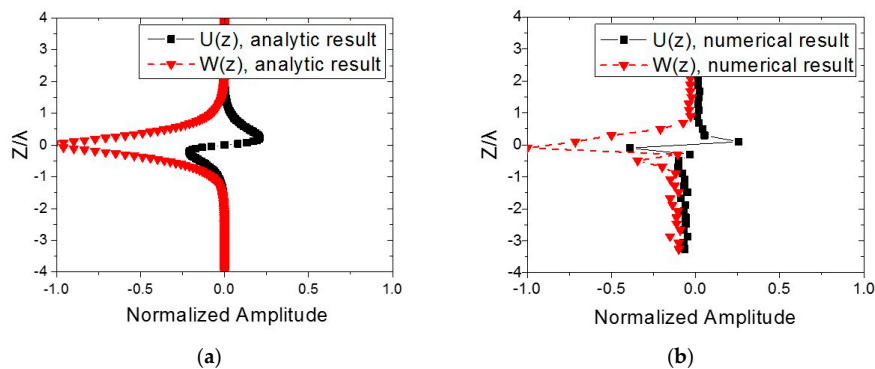 U(z), analytic result
W(z), analytic result
4
3
2
1
0
-1
-2
-3
-4
Z/λ
-1.0 -0.5 0.0 0.5 1.0
Normalized Amplitude
(a)
U(z), numerical result
W(z), numerical result
4
3
2
1
0
-1
-2
-3
-4
Z/λ
-1.0 -0.5 0.0 0.5 1.0
Normalized Amplitude
(b)